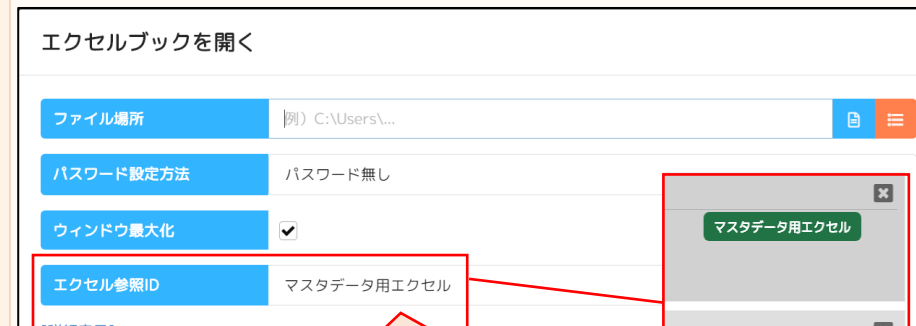 エクセルブックを開く
ファイル場所
例）C:\Users\...
パスワード設定方法
パスワード無し
ウィンドウ最大化
マスタデータ用エクセル
エクセル参照ID
マスタデータ用エクセル